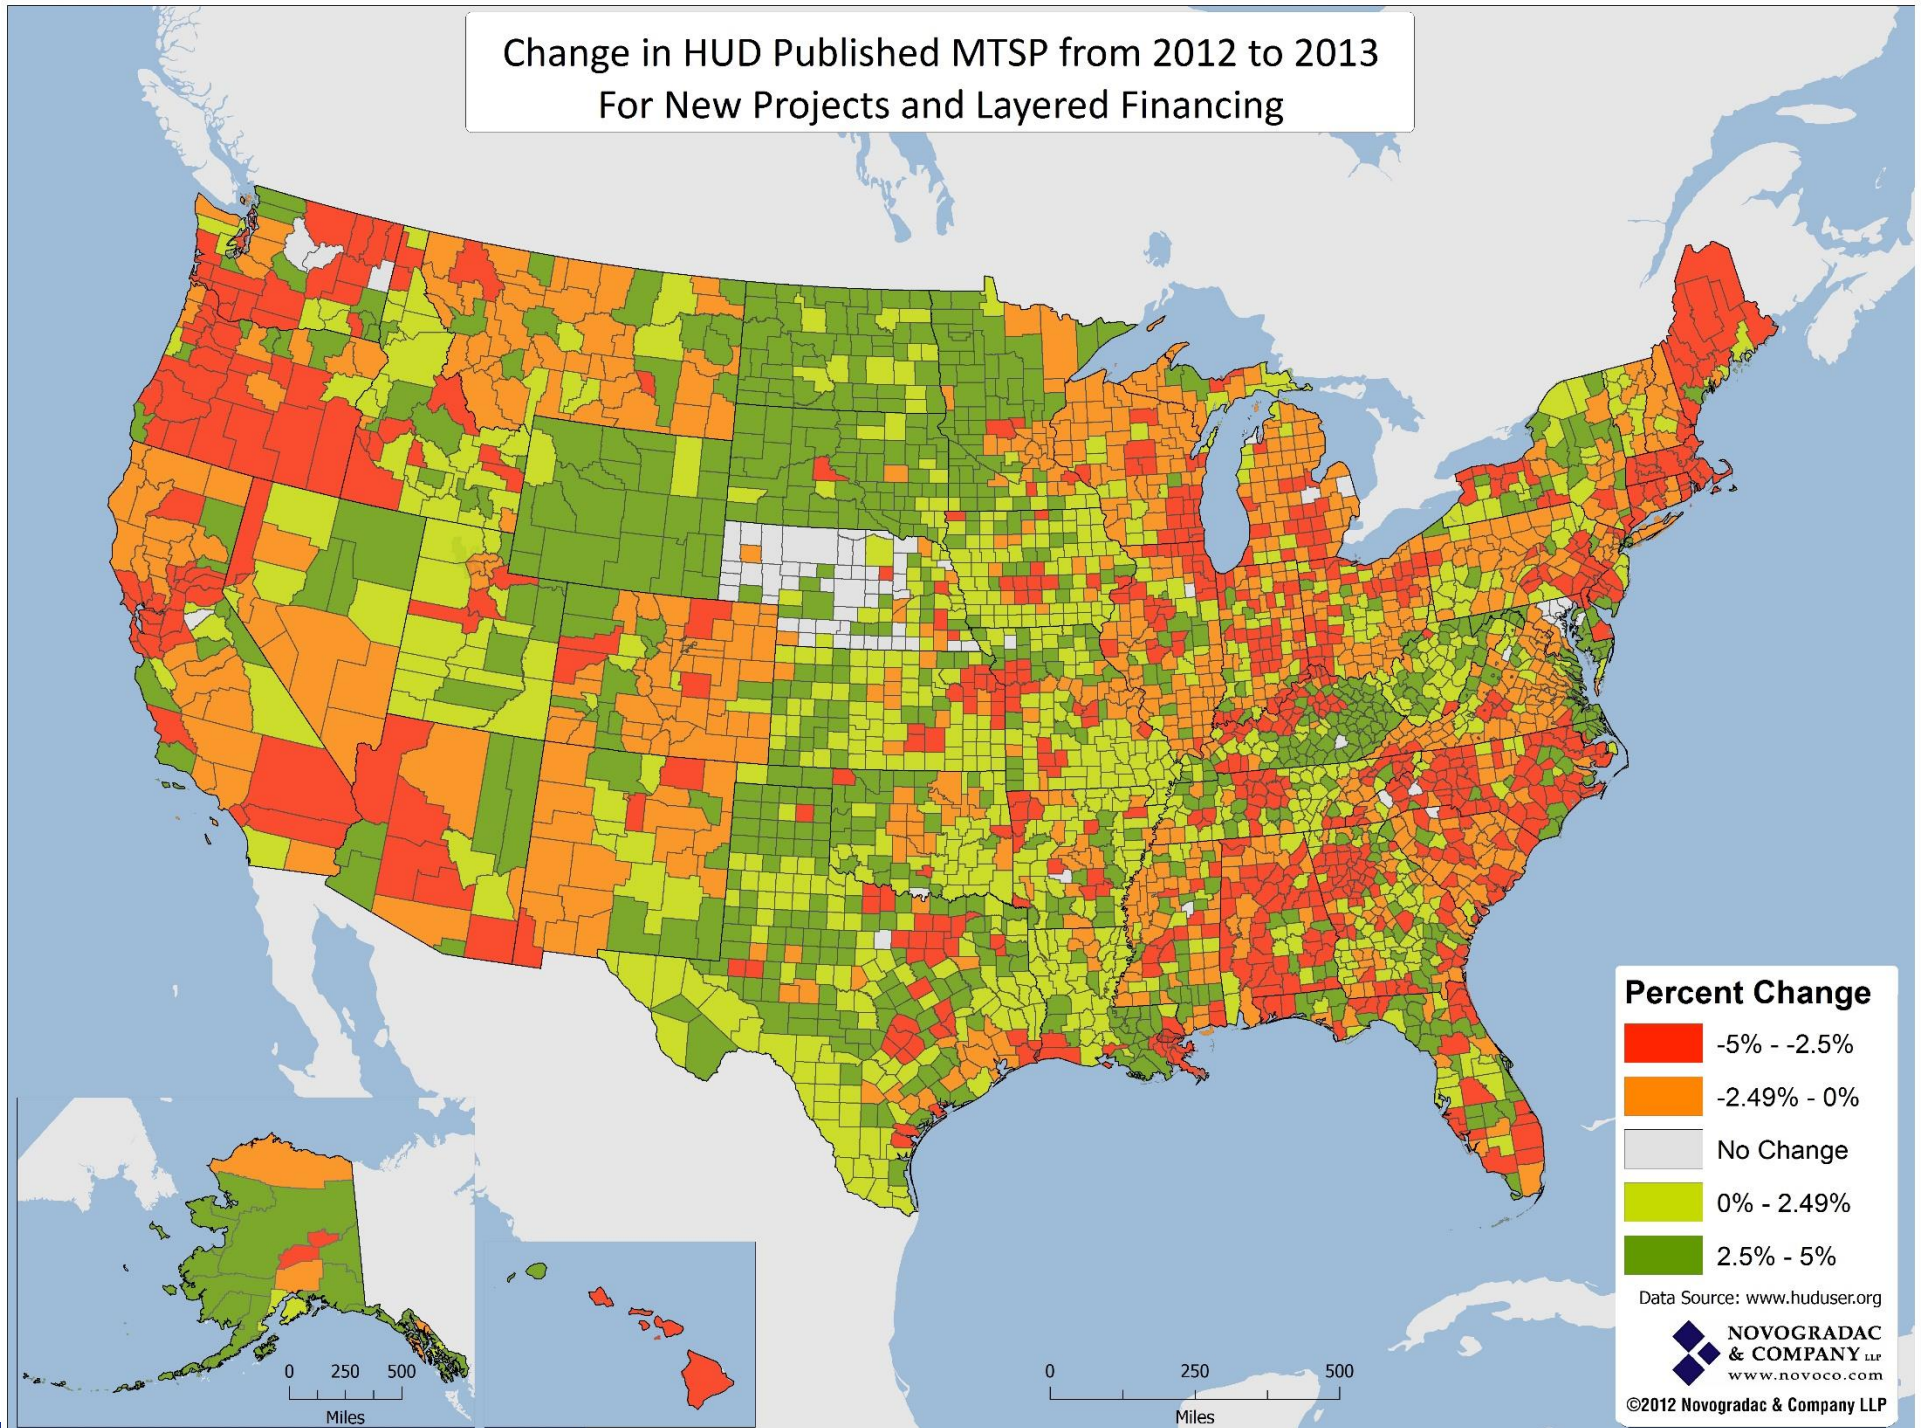 Change in HUD Published MTSP from 2012 to 2013
For New Projects and Layered Financing
Percent Change
-5% - -2.5%
-2.49% - 0%
No Change
0% - 2.49%
2.5% - 5%
Data Source: www.huduser.org
NOVOGRADAC
& COMPANY LLP
www.novoco.com
©2012 Novogradac & Company LLP
0 250 500
Miles
0 250 500
Miles